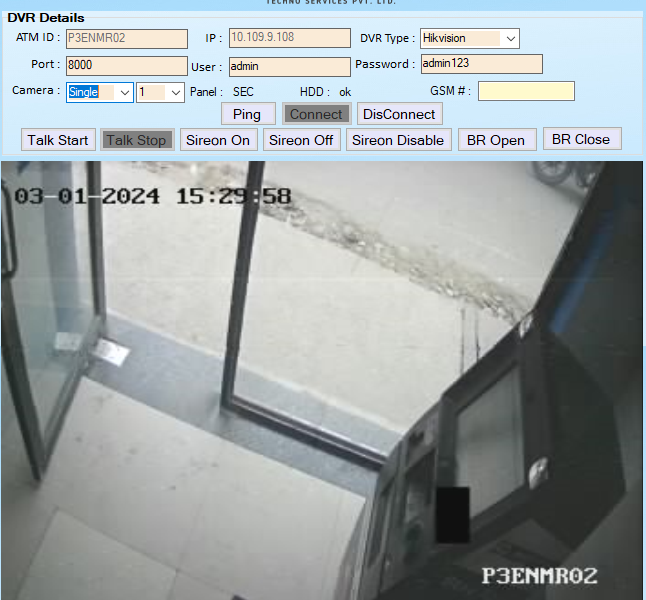 TECHNO SERVICES PVT. LTD.
DVR Details
ATM ID : P3ENMR02 IP : 10.109.9.108 DVR Type : Hikvision
Port : 8000 User : admin Password : admin123
Camera : Single 1 Panel : SEC HDD : ok GSM # :
Ping Connect DisConnect
Talk Start Talk Stop Sireon On Sireon Off Sireon Disable BR Open BR Close
03-01-2024 15:29:58
P3ENMR02